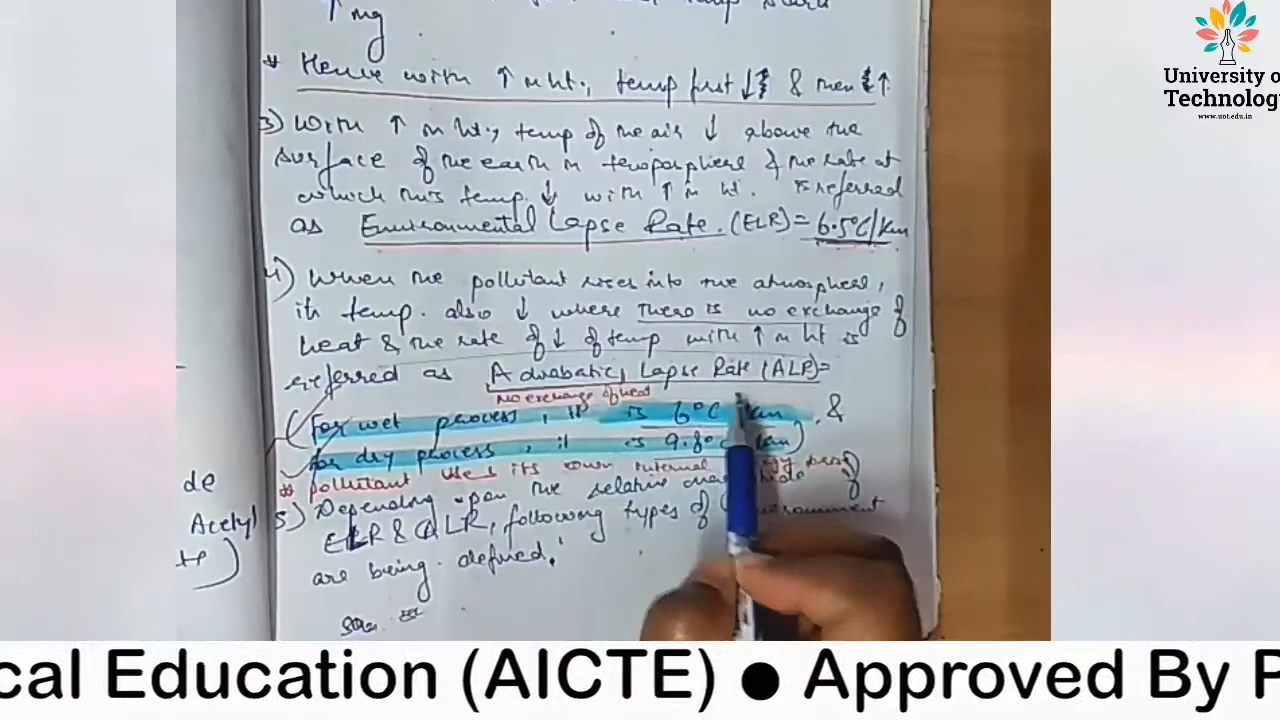 ↑ mg
* Hence with ↑ in ht., temp first ↓ & then ↑.
3) With ↑ in ht., temp of the air ↓ above the
surface of the earth in troposphere & the rate at
which this temp. ↓ with ↑ in ht. is referred
as Environmental Lapse Rate. (ELR) = 6.5°C/km
4) When the pollutant rises into the atmosphere,
its temp. also ↓ where there is no exchange of
heat & the rate of ↓ of temp with ↑ in ht is
referred as Adiabatic Lapse Rate (ALR) =
No exchange of heat
(For wet process, it is 6°C km, &
for dry process, it is 9.8°C km)
* pollutant uses its own internal
5) Depending upon the relative of
ELR & ALR, following types of
are being defined.
de
Acetyl
University of
Technology
www.uot.edu.in
cal Education (AICTE) ● Approved By P